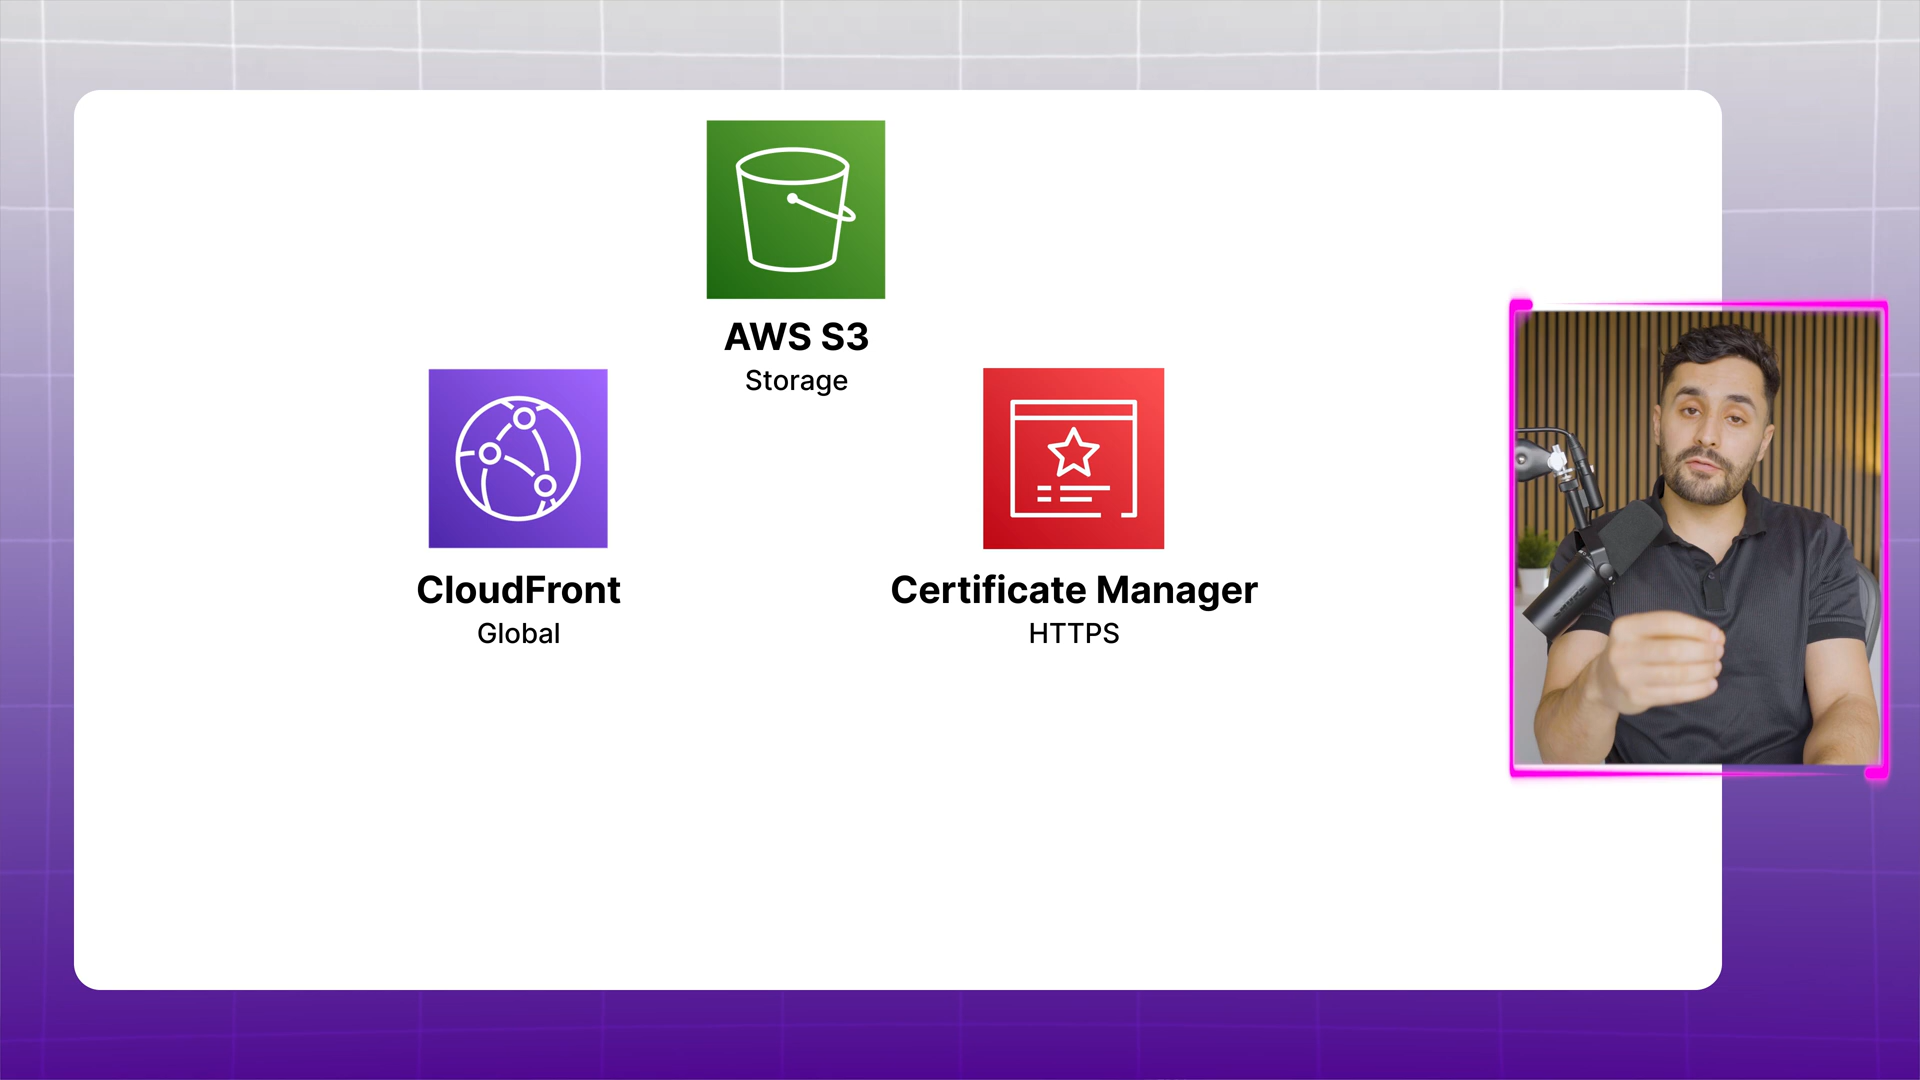 AWS S3
Storage
CloudFront
Global
Certificate Manager
HTTPS